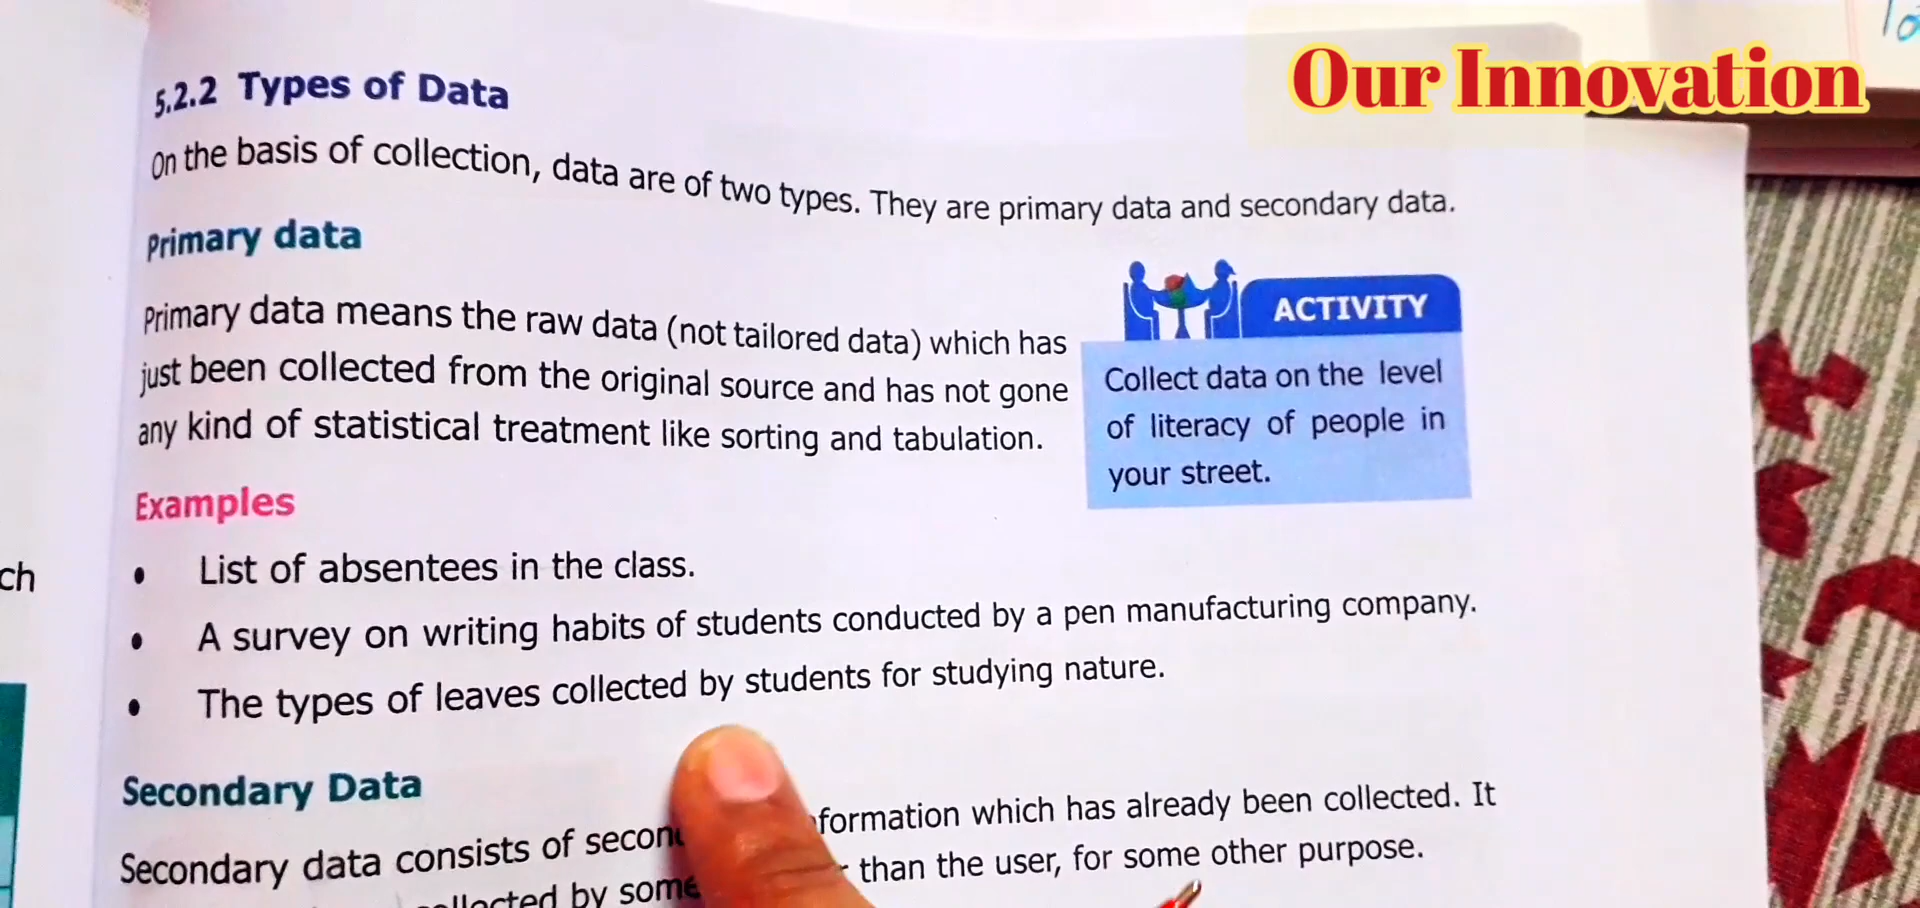 Our Innovation
5.2.2 Types of Data
On the basis of collection, data are of two types. They are primary data and secondary data.
Primary data
Primary data means the raw data (not tailored data) which has
just been collected from the original source and has not gone
any kind of statistical treatment like sorting and tabulation.
ACTIVITY
Collect data on the level
of literacy of people in
your street.
Examples
• List of absentees in the class.
• A survey on writing habits of students conducted by a pen manufacturing company.
• The types of leaves collected by students for studying nature.
ch
Secondary Data
Secondary data consists of which has already been collected. It
by than the user, for some other purpose.